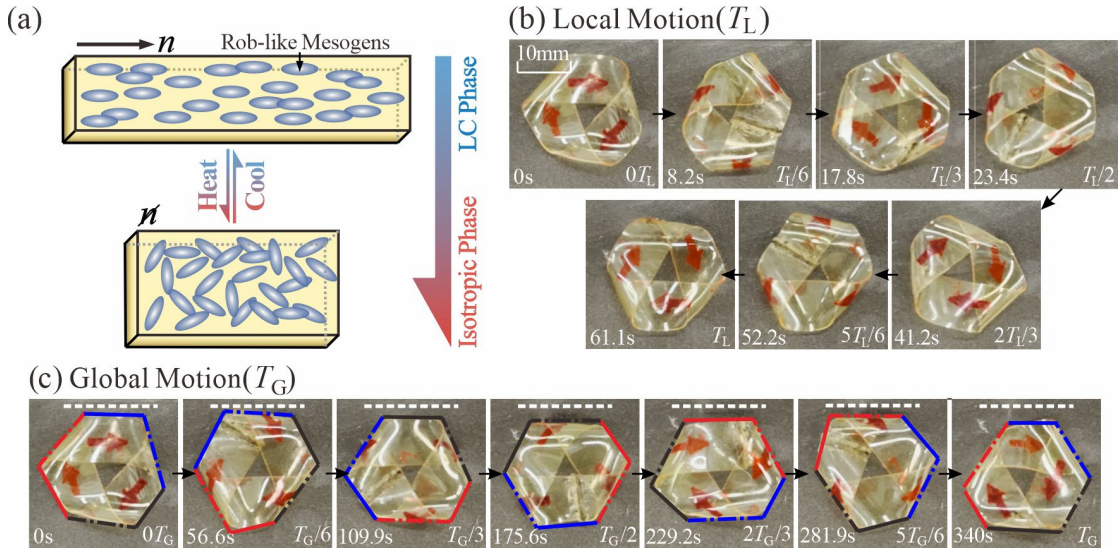 (a)
n
Rob-like Mesogens
LC Phase
Heat
Cool
n
Isotropic Phase
(b) Local Motion(T_L)
10mm
0s 0T_L
8.2s T_L/6
17.8s T_L/3
23.4s T_L/2
61.1s T_L
52.2s 5T_L/6
41.2s 2T_L/3
(c) Global Motion(T_G)
0s 0T_G
56.6s T_G/6
109.9s T_G/3
175.6s T_G/2
229.2s 2T_G/3
281.9s 5T_G/6
340s T_G